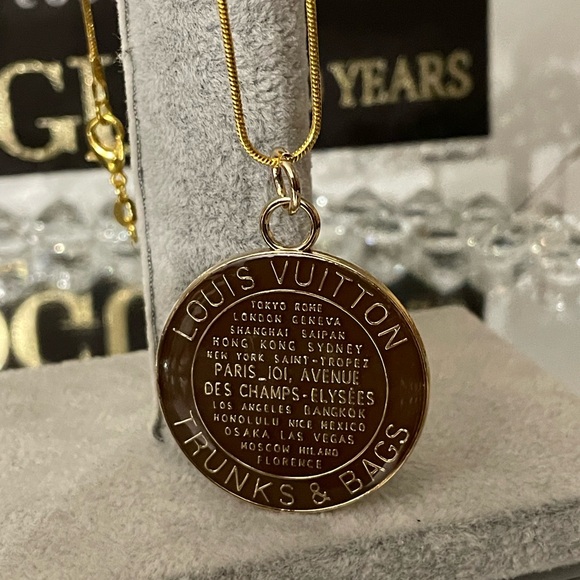 YEARS
LOUIS VUITTON
TOKYO ROME
LONDON GENEVA
SHANGHAI SAIPAN
HONG KONG SYDNEY
NEW YORK SAINT-TROPEZ
PARIS_101, AVENUE
DES CHAMPS-ELYSÉES
LOS ANGELES BANGKOK
HONOLULU NICE MEXICO
OSAKA LAS VEGAS
MOSCOW MILANO
FLORENCE
TRUNKS & BAGS